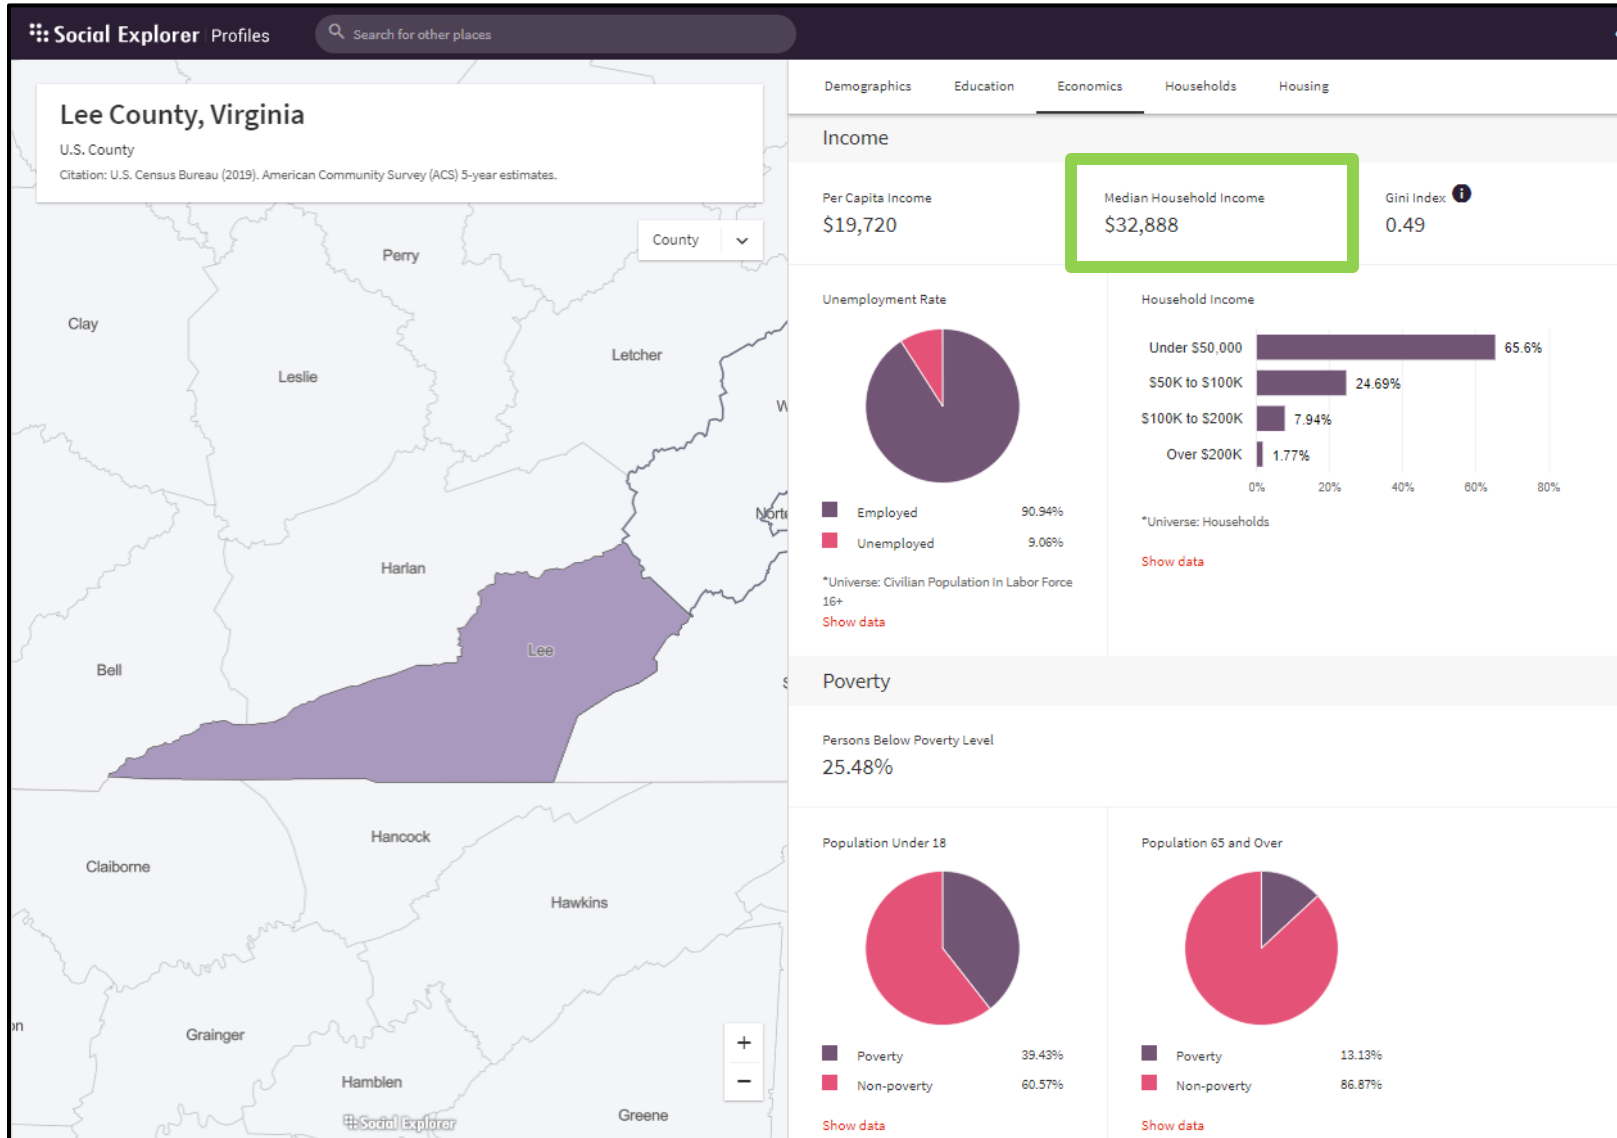 Social Explorer Profiles
Search for other places
Lee County, Virginia
U.S. County
Citation: U.S. Census Bureau (2019). American Community Survey (ACS) 5-year estimates.
County
Perry
Clay
Letcher
Leslie
W
Norto
Harlan
Lee
Bell
S
Hancock
Claiborne
Hawkins
on
Grainger
Hamblen
Greene
Social Explorer
+
−
Demographics Education Economics Households Housing
Income
Per Capita Income
$19,720
Median Household Income
$32,888
Gini Index i
0.49
Unemployment Rate
Employed 90.94%
Unemployed 9.06%
*Universe: Civilian Population In Labor Force
16+
Show data
Household Income
Under $50,000 65.6%
$50K to $100K 24.69%
$100K to $200K 7.94%
Over $200K 1.77%
0% 20% 40% 60% 80%
*Universe: Households
Show data
Poverty
Persons Below Poverty Level
25.48%
Population Under 18
Poverty 39.43%
Non-poverty 60.57%
Show data
Population 65 and Over
Poverty 13.13%
Non-poverty 86.87%
Show data